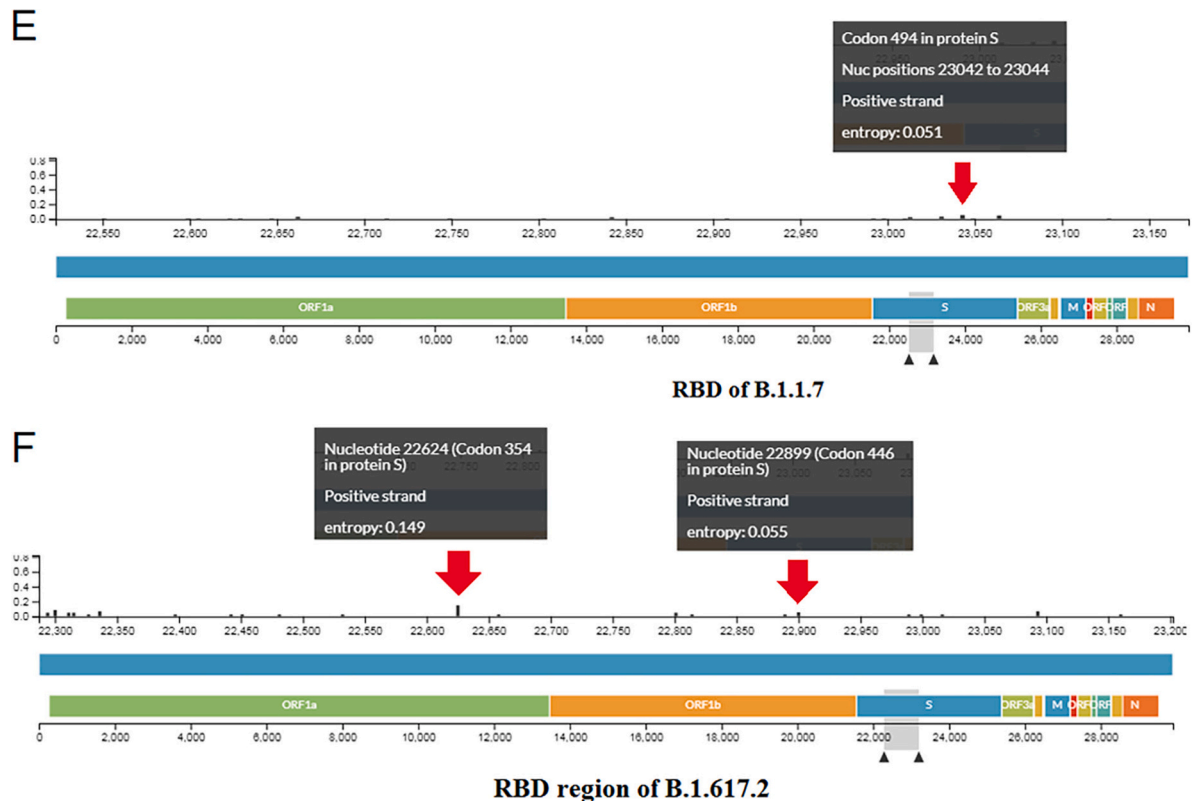 E
Codon 494 in protein S
Nuc positions 23042 to 23044
Positive strand
entropy: 0.051
0.8
0.6
0.4
0.2
0.0
22,550 22,600 22,650 22,700 22,750 22,800 22,850 22,900 22,950 23,000 23,050 23,100 23,150
ORF1a ORF1b S ORF3a M ORF ORF N
0 2,000 4,000 6,000 8,000 10,000 12,000 14,000 16,000 18,000 20,000 22,000 24,000 26,000 28,000
RBD of B.1.1.7
F
Nucleotide 22624 (Codon 354
in protein S)
Positive strand
entropy: 0.149
Nucleotide 22899 (Codon 446
in protein S)
Positive strand
entropy: 0.055
0.8
0.6
0.4
0.2
0.0
22,300 22,350 22,400 22,450 22,500 22,550 22,600 22,650 22,700 22,750 22,800 22,850 22,900 22,950 23,000 23,050 23,100 23,150 23,200
ORF1a ORF1b S ORF3a M ORF ORF N
0 2,000 4,000 6,000 8,000 10,000 12,000 14,000 16,000 18,000 20,000 22,000 24,000 26,000 28,000
RBD region of B.1.617.2